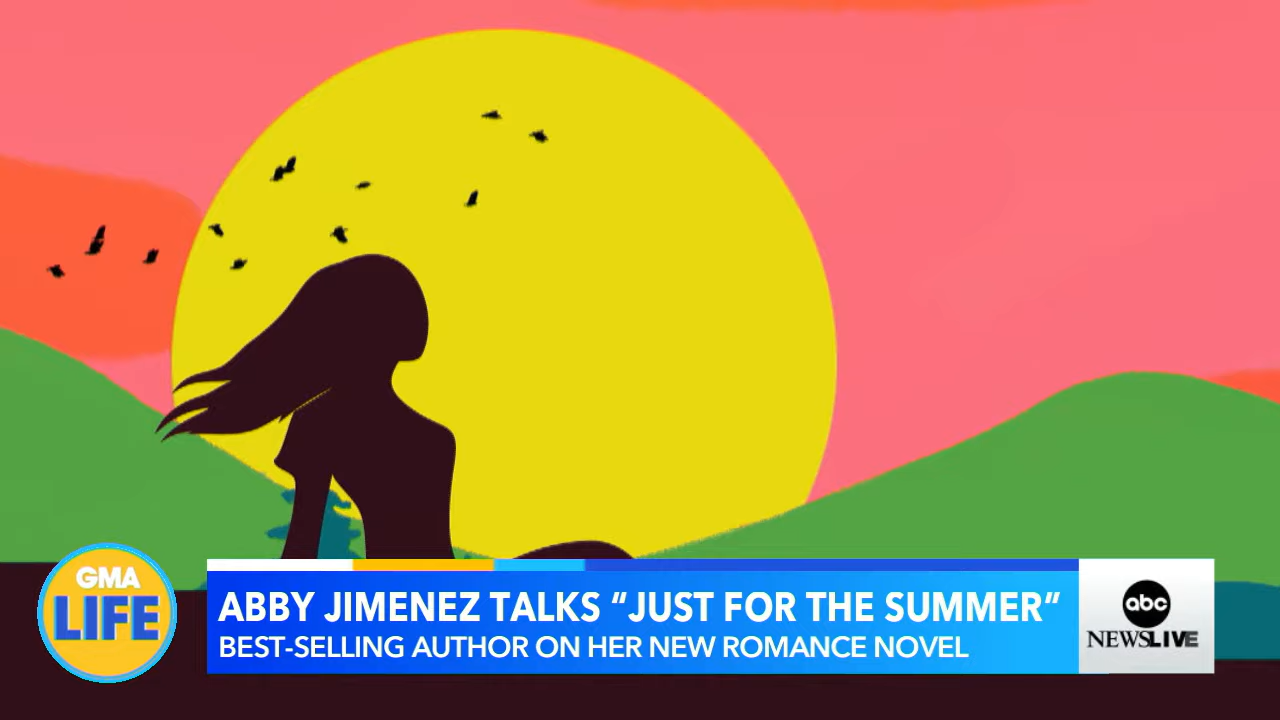 GMA
LIFE
ABBY JIMENEZ TALKS “JUST FOR THE SUMMER”
BEST-SELLING AUTHOR ON HER NEW ROMANCE NOVEL
abc
NEWSLIVE